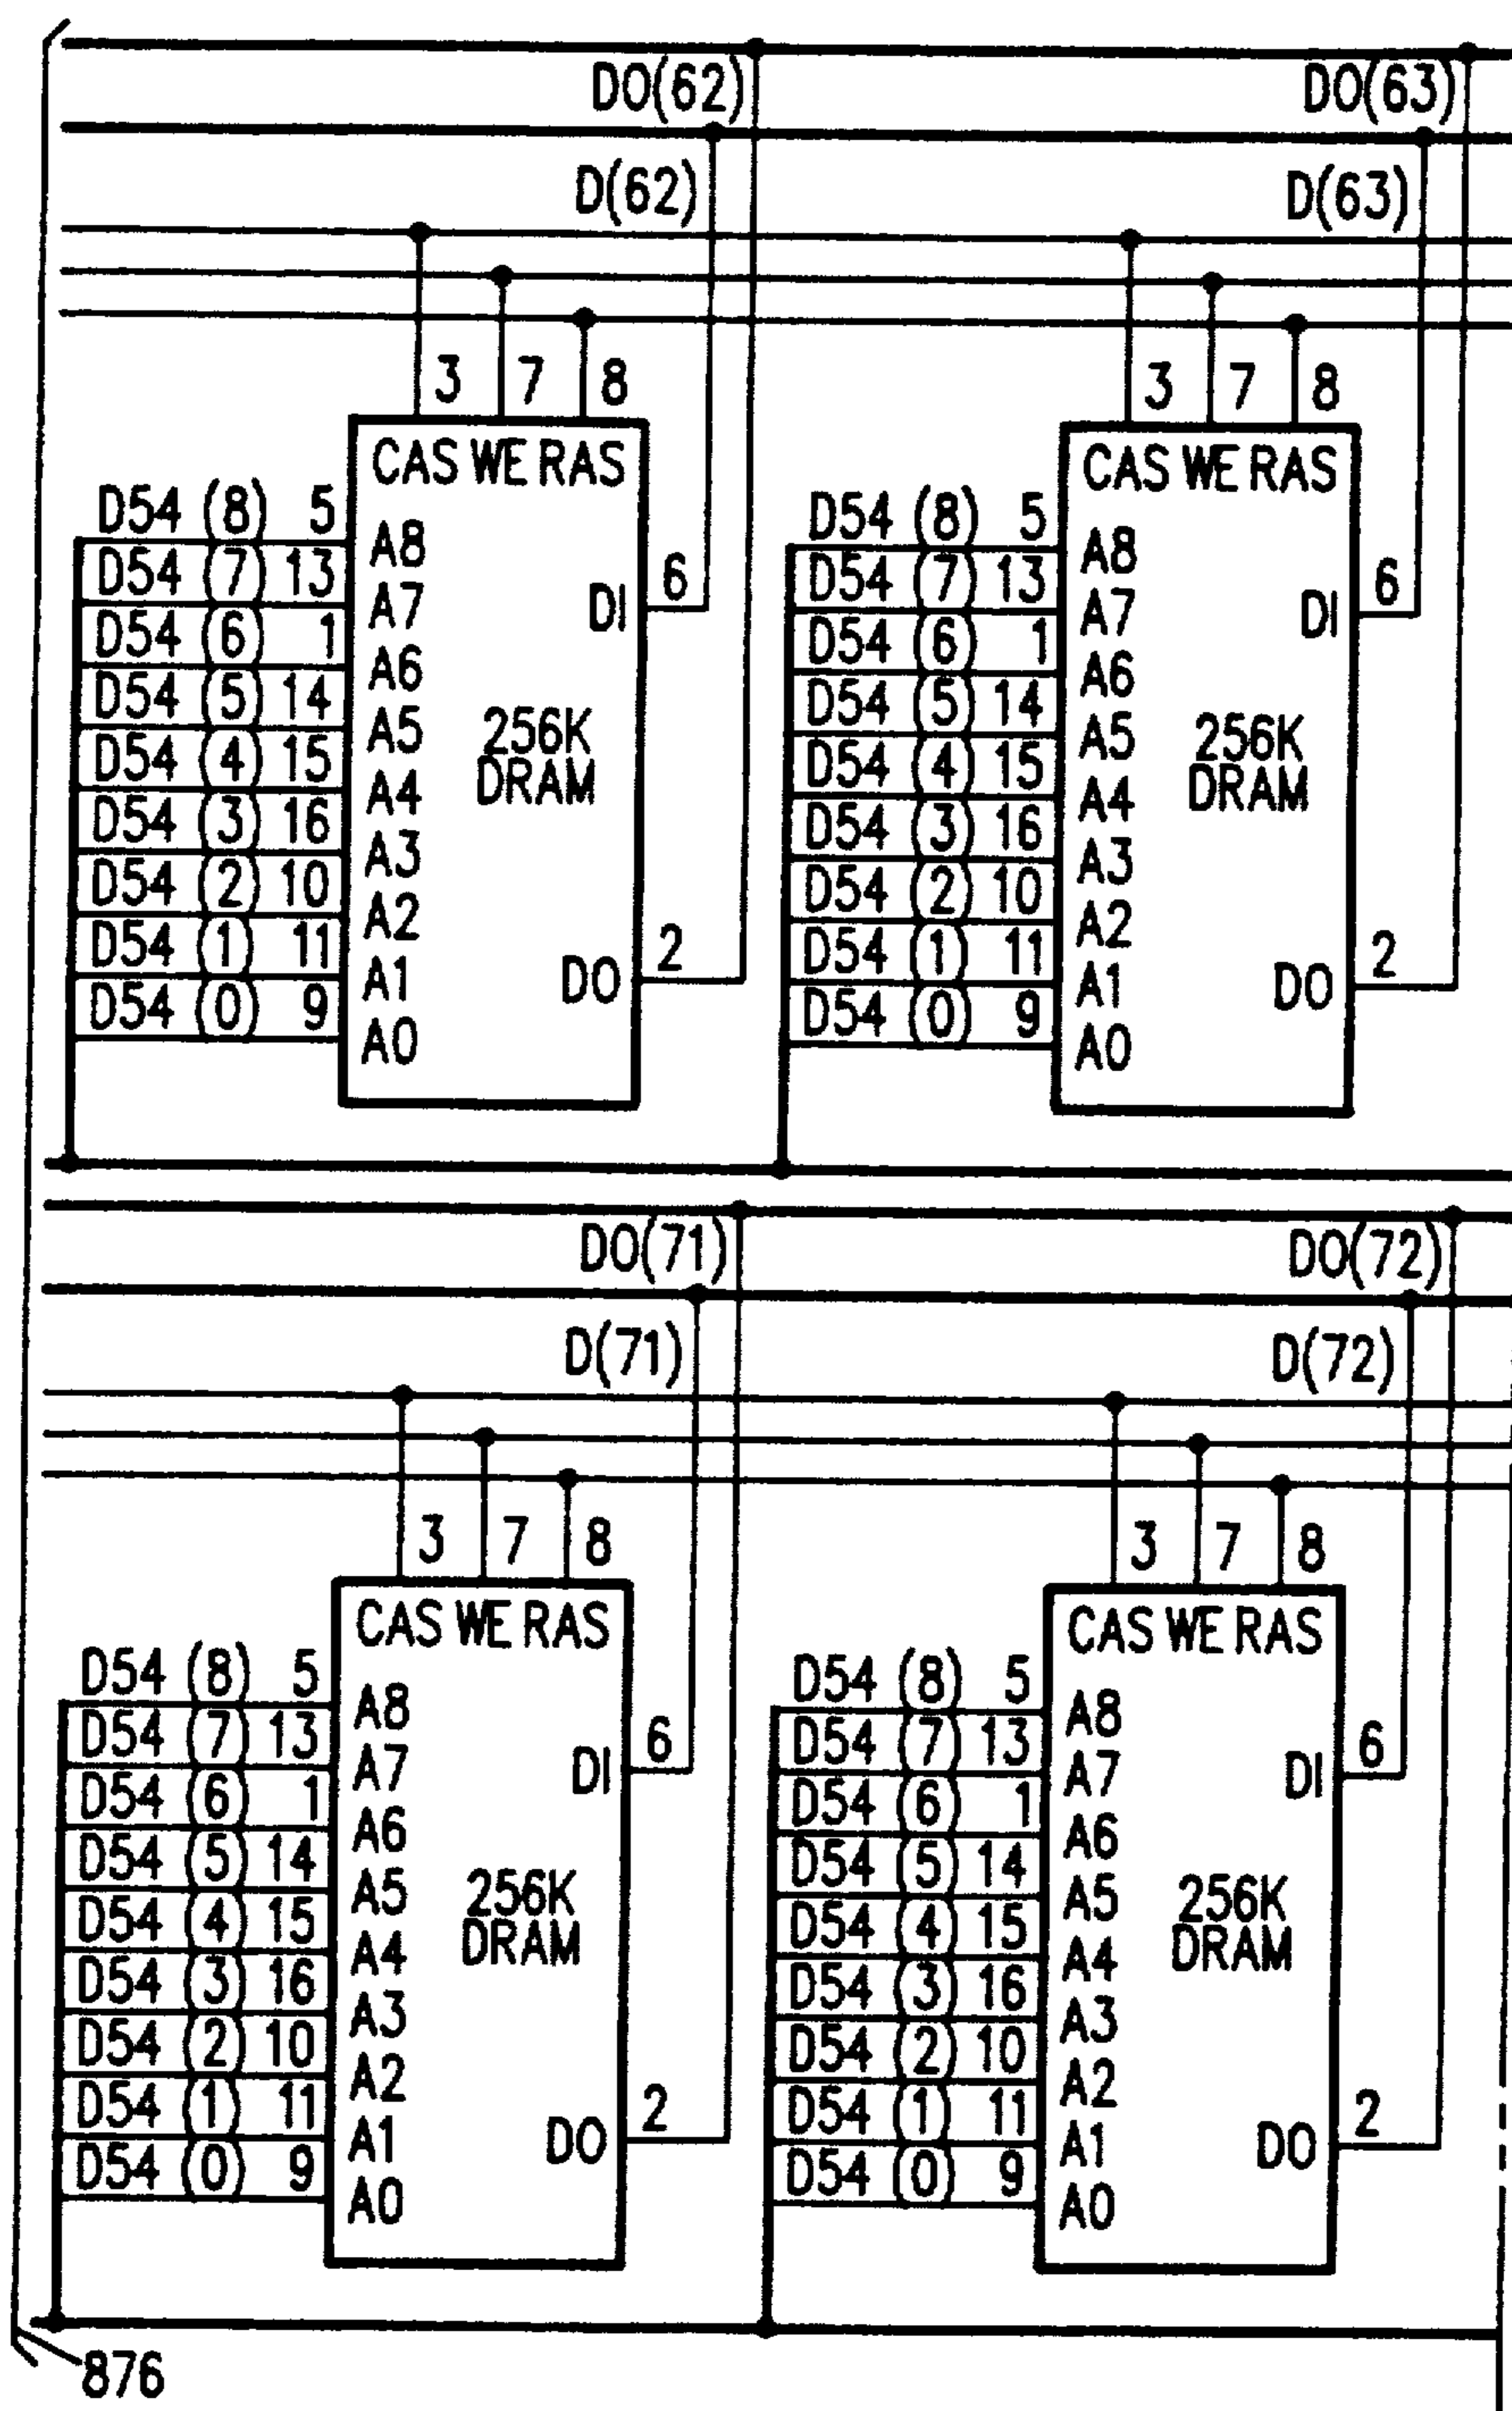 DO(62) DO(63)
D(62) D(63)
3 7 8 3 7 8
CAS WE RAS CAS WE RAS
D54 (8) 5 A8 D54 (8) 5 A8
D54 (7) 13 A7 DI 6 D54 (7) 13 A7 DI 6
D54 (6) 1 A6 D54 (6) 1 A6
D54 (5) 14 A5 256K D54 (5) 14 A5 256K
D54 (4) 15 A4 DRAM D54 (4) 15 A4 DRAM
D54 (3) 16 A3 D54 (3) 16 A3
D54 (2) 10 A2 D54 (2) 10 A2
D54 (1) 11 A1 DO 2 D54 (1) 11 A1 DO 2
D54 (0) 9 A0 D54 (0) 9 A0
DO(71) DO(72)
D(71) D(72)
3 7 8 3 7 8
CAS WE RAS CAS WE RAS
D54 (8) 5 A8 D54 (8) 5 A8
D54 (7) 13 A7 DI 6 D54 (7) 13 A7 DI 6
D54 (6) 1 A6 D54 (6) 1 A6
D54 (5) 14 A5 256K D54 (5) 14 A5 256K
D54 (4) 15 A4 DRAM D54 (4) 15 A4 DRAM
D54 (3) 16 A3 D54 (3) 16 A3
D54 (2) 10 A2 D54 (2) 10 A2
D54 (1) 11 A1 DO 2 D54 (1) 11 A1 DO 2
D54 (0) 9 A0 D54 (0) 9 A0
876